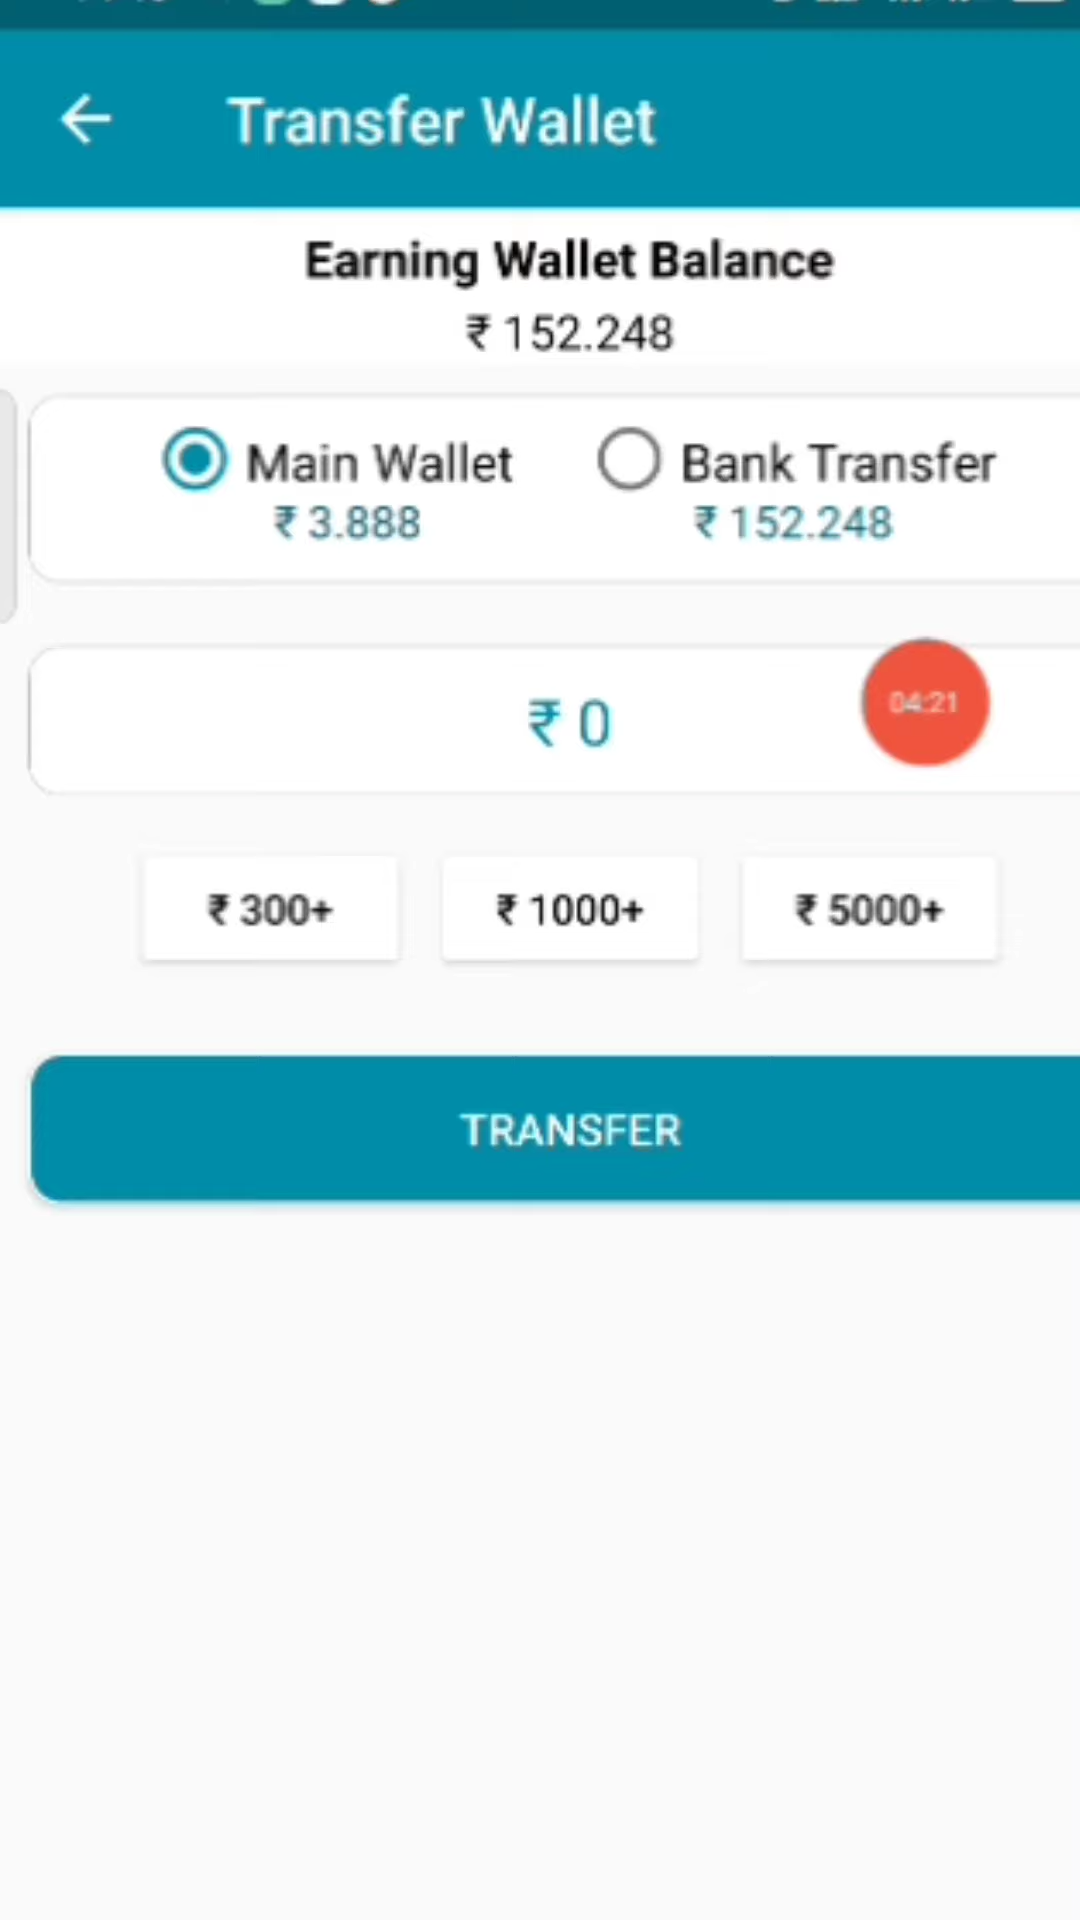 Transfer Wallet
Earning Wallet Balance
₹ 152.248
Main Wallet Bank Transfer
₹ 3.888 ₹ 152.248
₹ 0
04:21
₹ 300+ ₹ 1000+ ₹ 5000+
TRANSFER